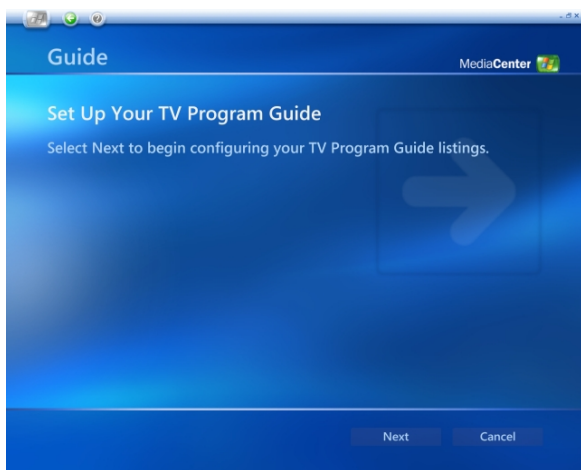 Guide
MediaCenter
Set Up Your TV Program Guide
Select Next to begin configuring your TV Program Guide listings.
Next Cancel